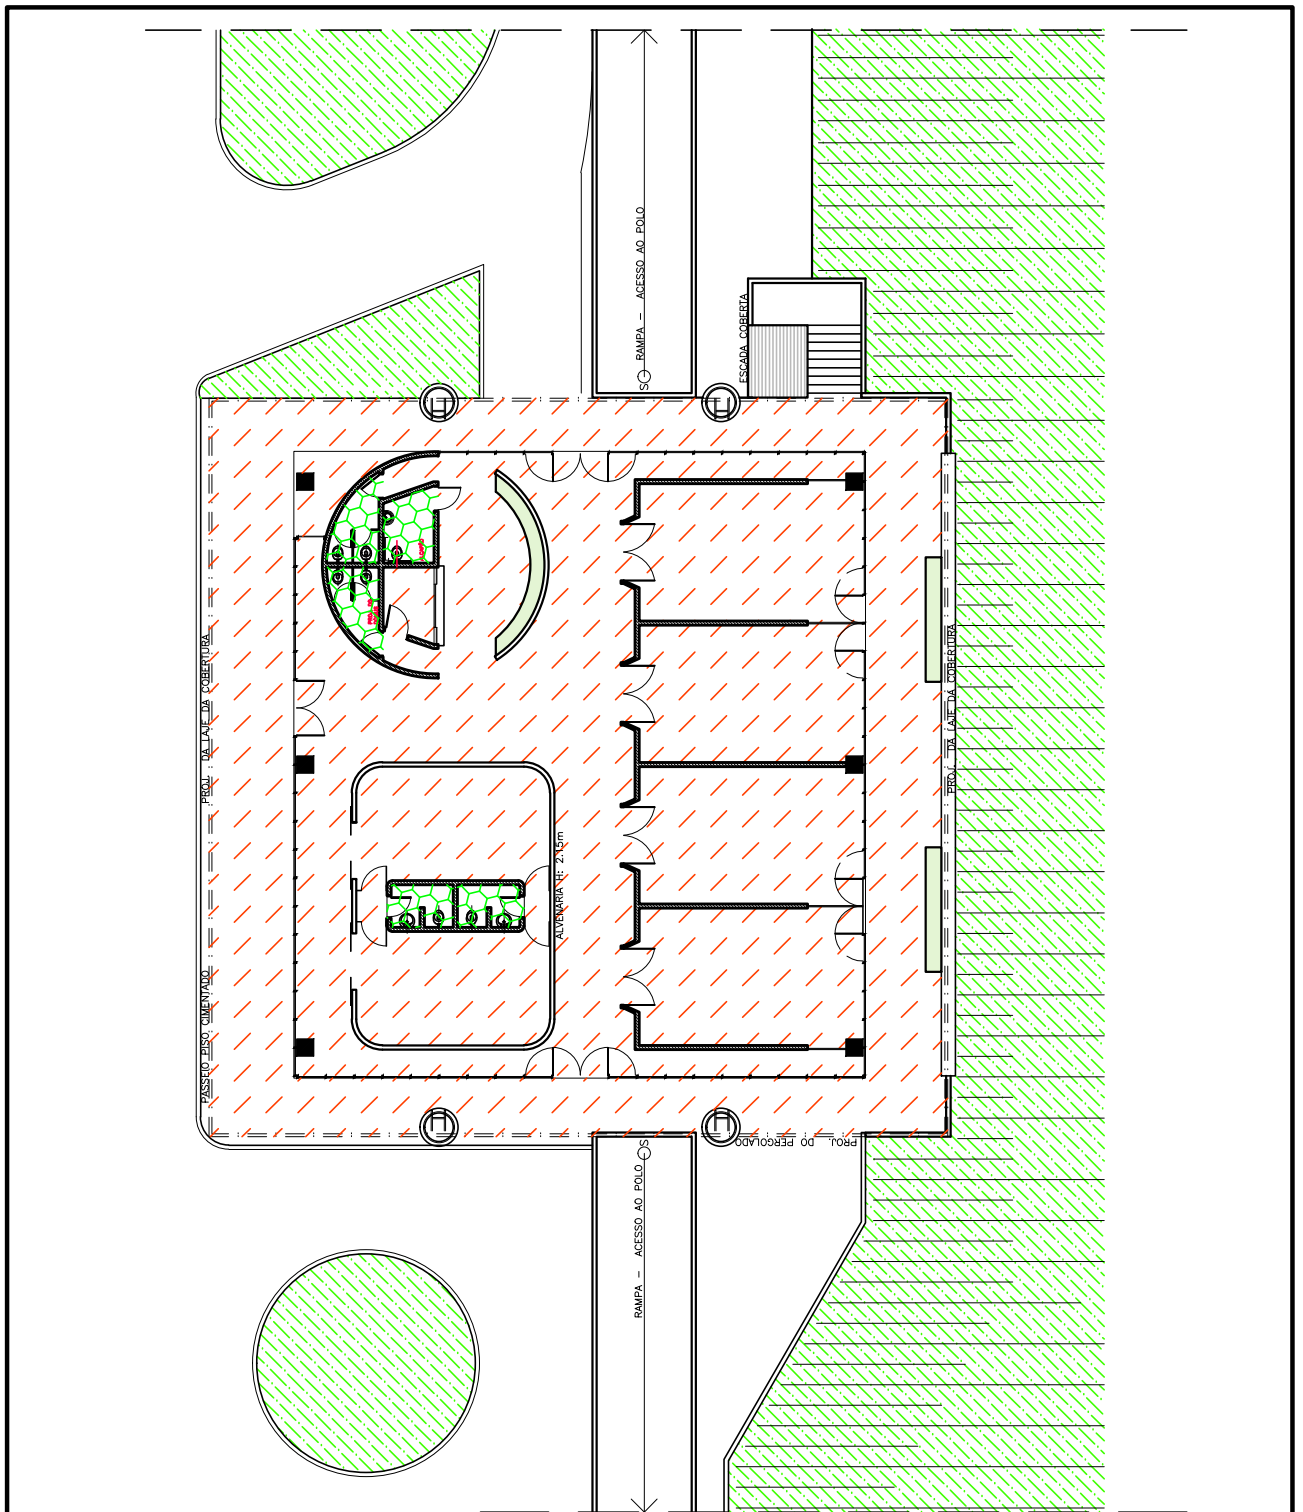 RAMPA - ACESSO AO POLO
S
ESCADA COBERTA
PROJ. DA LAJE DA COBERTURA
PROJ. DA LAJE DA COBERTURA
ALVENARIA H: 2.15m
PASSEIO PISO CIMENTADO
PROJ. DO PERGOLADO
S
RAMPA - ACESSO AO POLO